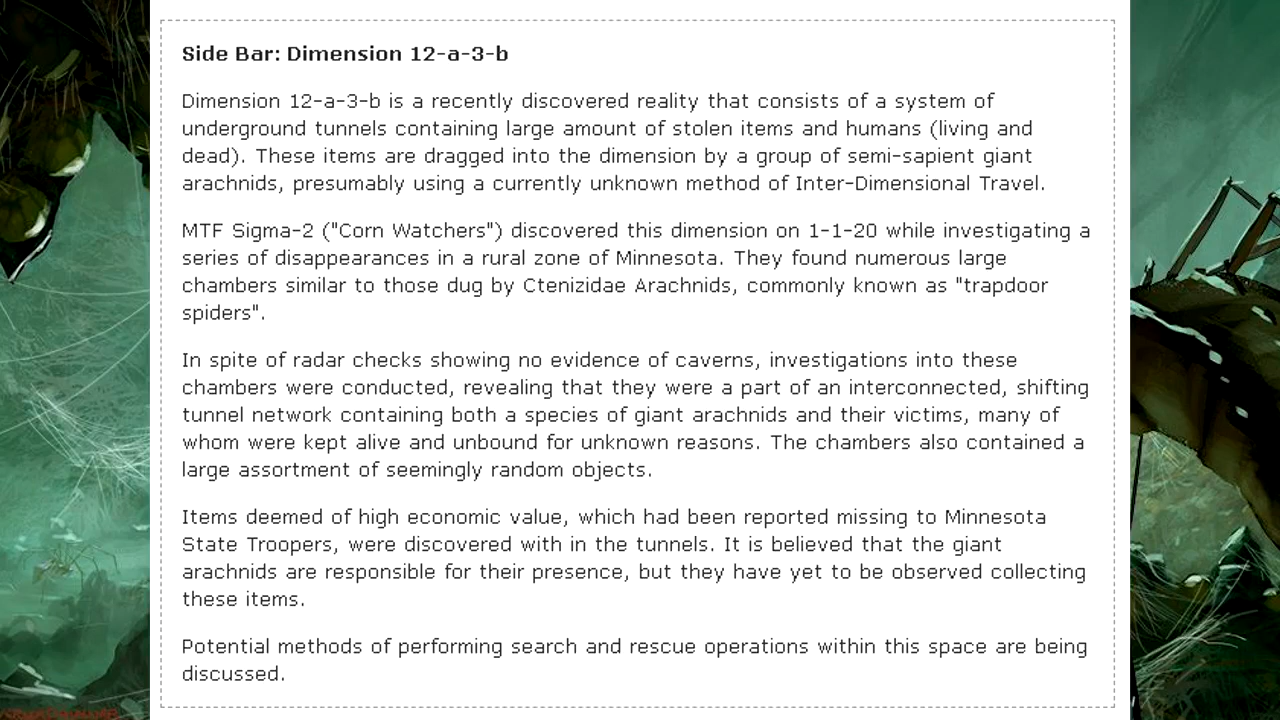 Side Bar: Dimension 12-a-3-b
Dimension 12-a-3-b is a recently discovered reality that consists of a system of
underground tunnels containing large amount of stolen items and humans (living and
dead). These items are dragged into the dimension by a group of semi-sapient giant
arachnids, presumably using a currently unknown method of Inter-Dimensional Travel.
MTF Sigma-2 ("Corn Watchers") discovered this dimension on 1-1-20 while investigating a
series of disappearances in a rural zone of Minnesota. They found numerous large
chambers similar to those dug by Ctenizidae Arachnids, commonly known as "trapdoor
spiders".
In spite of radar checks showing no evidence of caverns, investigations into these
chambers were conducted, revealing that they were a part of an interconnected, shifting
tunnel network containing both a species of giant arachnids and their victims, many of
whom were kept alive and unbound for unknown reasons. The chambers also contained a
large assortment of seemingly random objects.
Items deemed of high economic value, which had been reported missing to Minnesota
State Troopers, were discovered with in the tunnels. It is believed that the giant
arachnids are responsible for their presence, but they have yet to be observed collecting
these items.
Potential methods of performing search and rescue operations within this space are being
discussed.